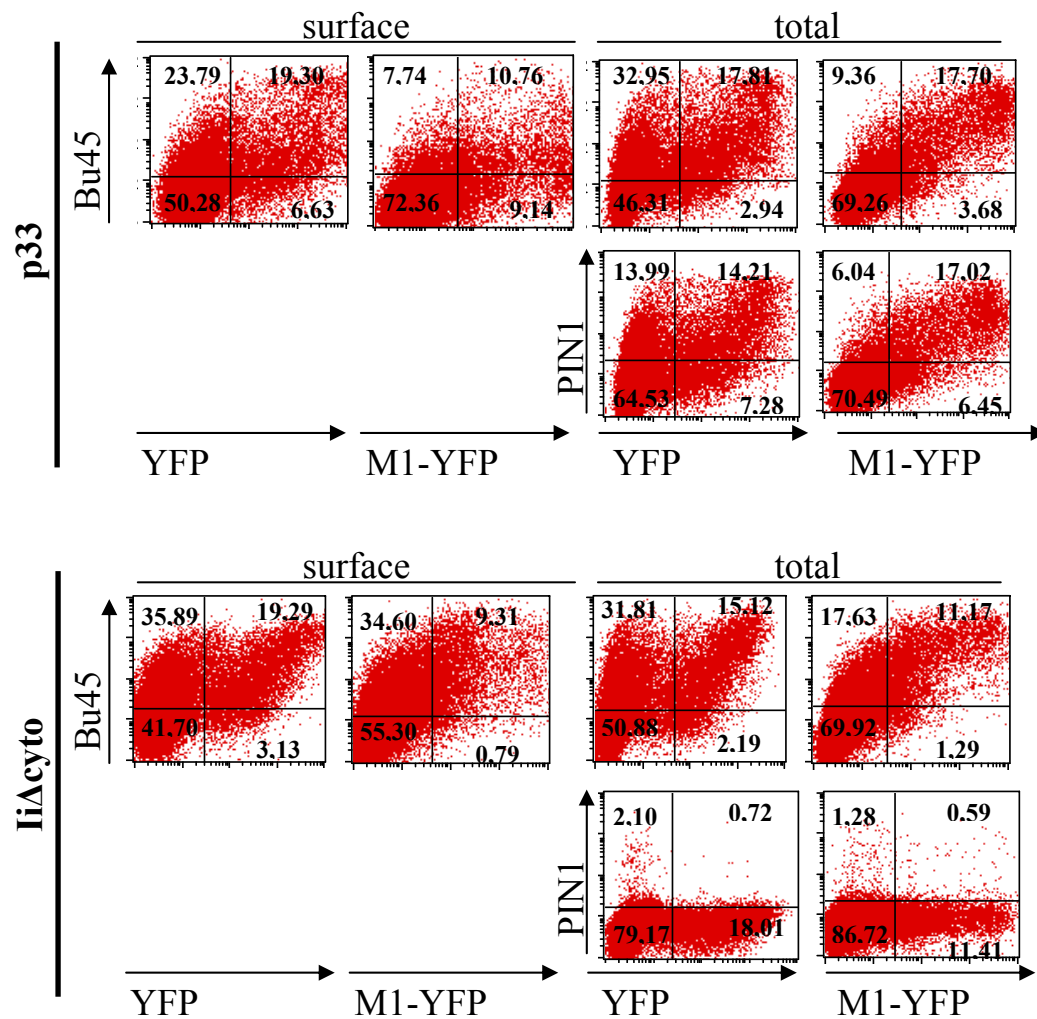 surface total
p33
Bu45
23,79 19,30 7,74 10,76 32,95 17,81 9,36 17,70
50,28 6,63 72,36 9,14 46,31 2,94 69,26 3,68
PIN1
13,99 14,21 6,04 17,02
64,53 7,28 70,49 6,45
YFP M1-YFP YFP M1-YFP
surface total
IiΔcyto
Bu45
35,89 19,29 34,60 9,31 31,81 15,12 17,63 11,17
41,70 3,13 55,30 0,79 50,88 2,19 69,92 1,29
PIN1
2,10 0,72 1,28 0,59
79,17 18,01 86,72 11,41
YFP M1-YFP YFP M1-YFP